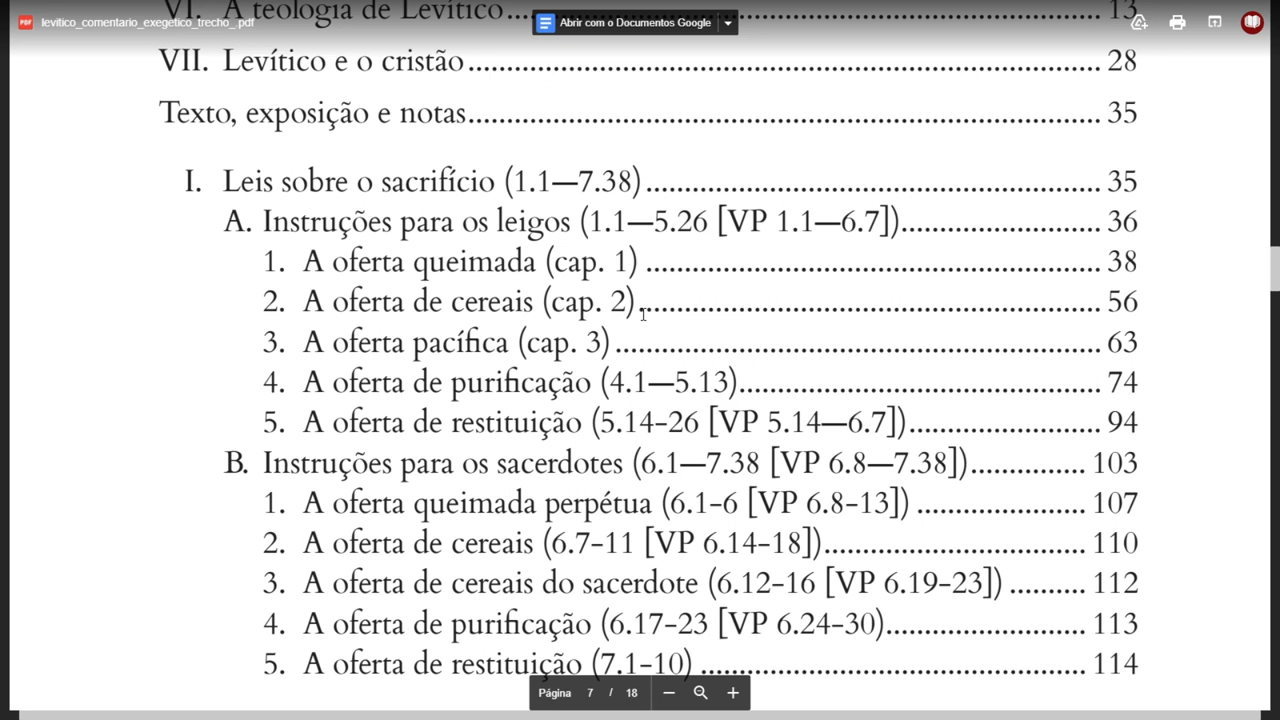 VI. A teologia de Levítico.......... 13
levitico_comentario_exegetico_trecho_.pdf
Abrir com o Documentos Google
VII. Levítico e o cristão.......... 28
Texto, exposição e notas.......... 35
I. Leis sobre o sacrifício (1.1—7.38).......... 35
A. Instruções para os leigos (1.1—5.26 [VP 1.1—6.7]).......... 36
1. A oferta queimada (cap. 1) .......... 38
2. A oferta de cereais (cap. 2).......... 56
3. A oferta pacífica (cap. 3).......... 63
4. A oferta de purificação (4.1—5.13).......... 74
5. A oferta de restituição (5.14-26 [VP 5.14—6.7]).......... 94
B. Instruções para os sacerdotes (6.1—7.38 [VP 6.8—7.38]).......... 103
1. A oferta queimada perpétua (6.1-6 [VP 6.8-13]) .......... 107
2. A oferta de cereais (6.7-11 [VP 6.14-18]).......... 110
3. A oferta de cereais do sacerdote (6.12-16 [VP 6.19-23]) .......... 112
4. A oferta de purificação (6.17-23 [VP 6.24-30).......... 113
5. A oferta de restituição (7.1-10) .......... 114
Página 7 / 18